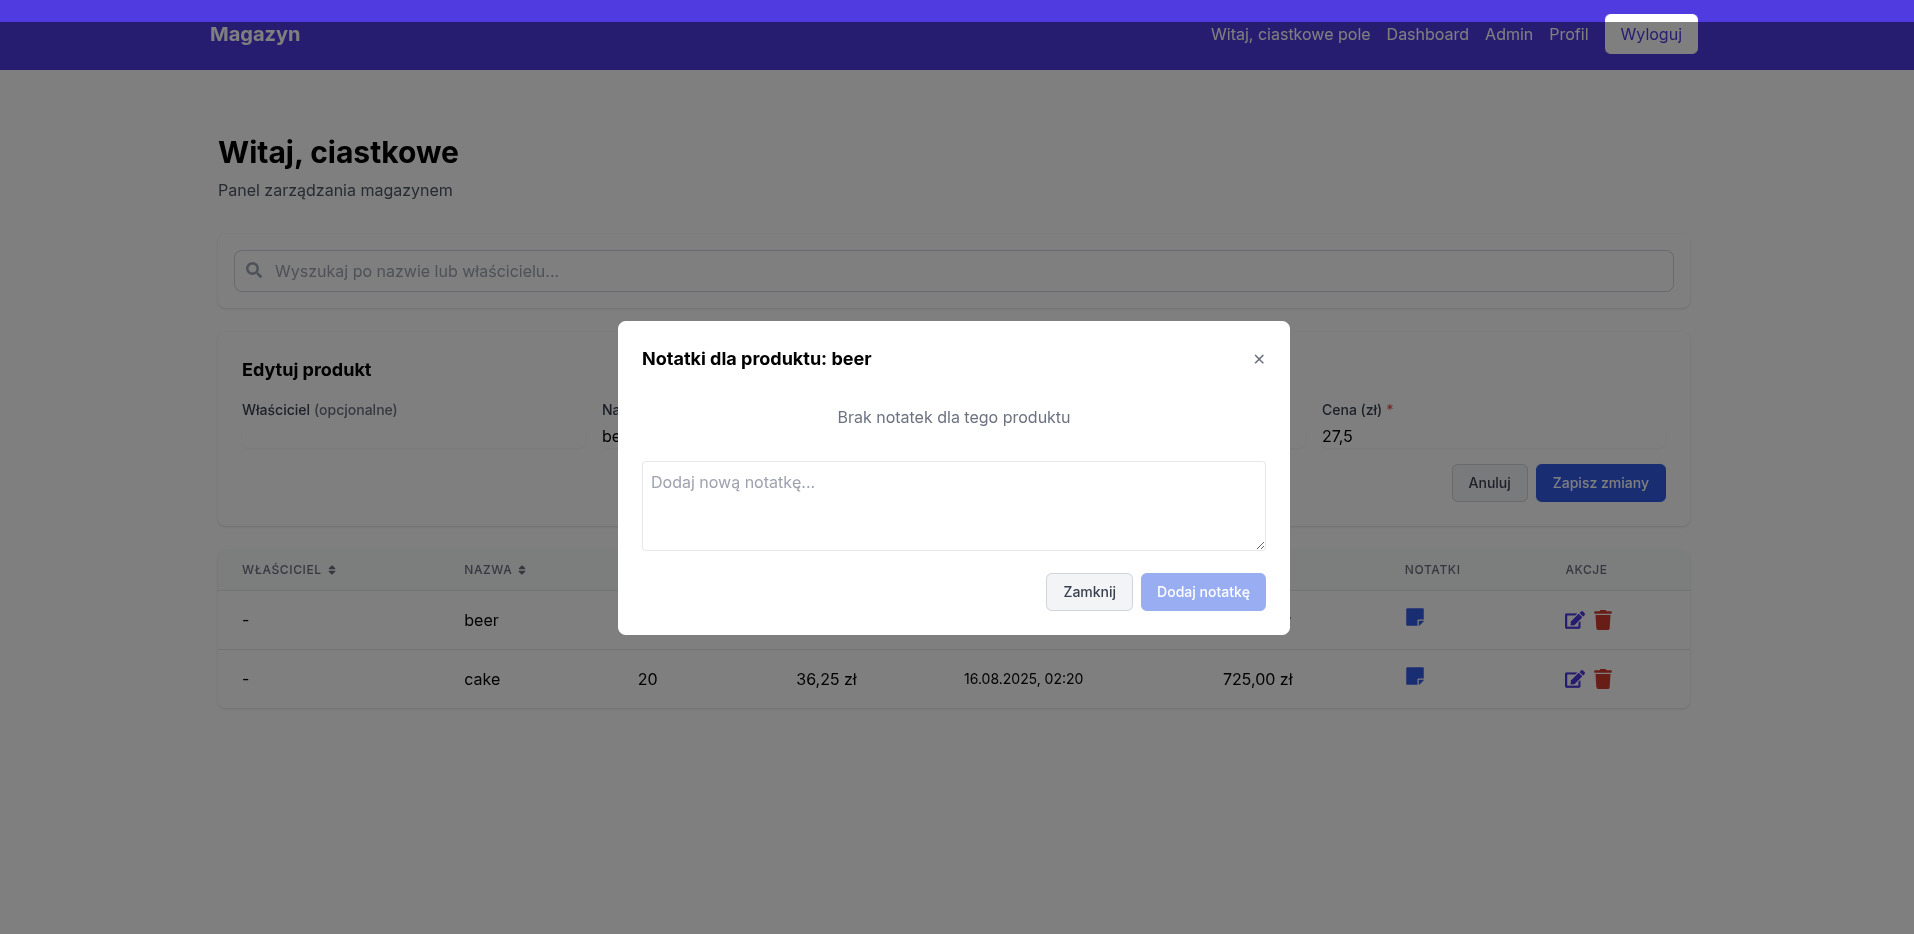 Magazyn
Witaj, ciastkowe pole Dashboard Admin Profil Wyloguj
Witaj, ciastkowe
Panel zarządzania magazynem
Wyszukaj po nazwie lub właścicielu...
Notatki dla produktu: beer ×
Edytuj produkt
Właściciel (opcjonalne) Na Cena (zł) *
Brak notatek dla tego produktu
be 27,5
Dodaj nową notatkę...
Anuluj Zapisz zmiany
WŁAŚCICIEL NAZWA NOTATKI AKCJE
Zamknij Dodaj notatkę
- beer
- cake 20 36,25 zł 16.08.2025, 02:20 725,00 zł